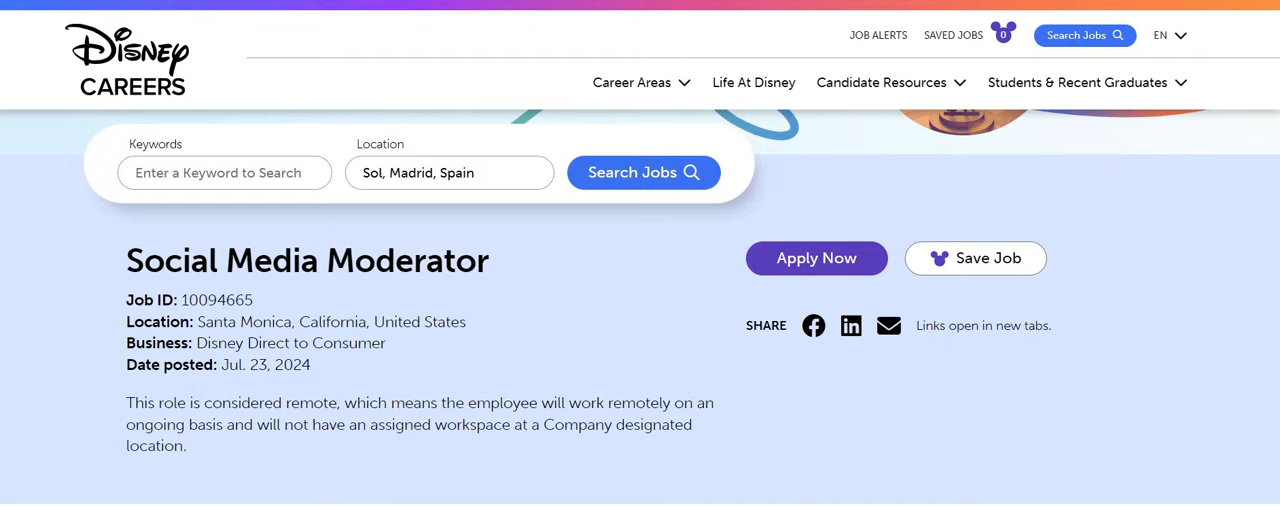 Disney
CAREERS
JOB ALERTS SAVED JOBS 0 Search Jobs EN
Career Areas Life At Disney Candidate Resources Students & Recent Graduates
Keywords Location
Enter a Keyword to Search Sol, Madrid, Spain Search Jobs
Social Media Moderator
Apply Now Save Job
Job ID: 10094665
Location: Santa Monica, California, United States
SHARE Links open in new tabs.
Business: Disney Direct to Consumer
Date posted: Jul. 23, 2024
This role is considered remote, which means the employee will work remotely on an
ongoing basis and will not have an assigned workspace at a Company designated
location.